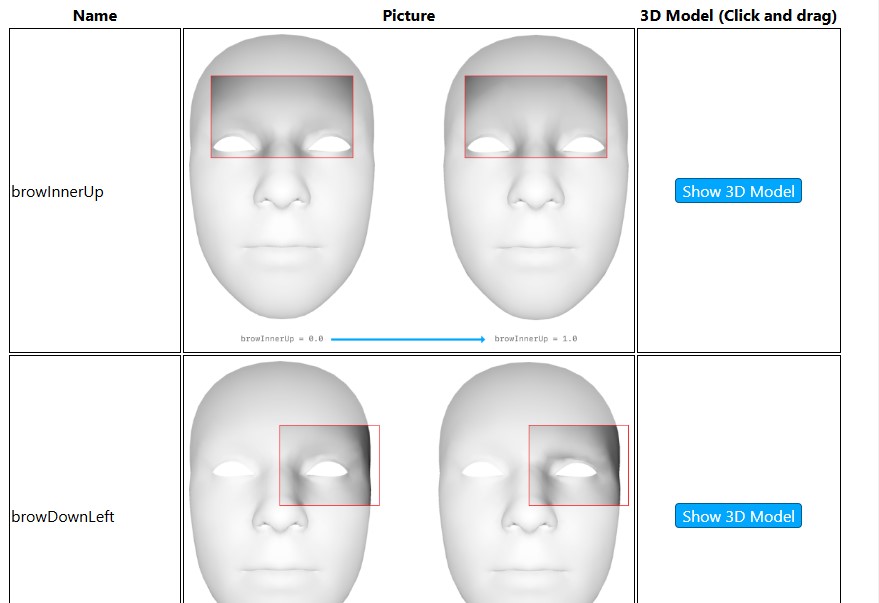 Name Picture 3D Model (Click and drag)
browInnerUp
Show 3D Model
browInnerUp = 0.0 browInnerUp = 1.0
browDownLeft
Show 3D Model